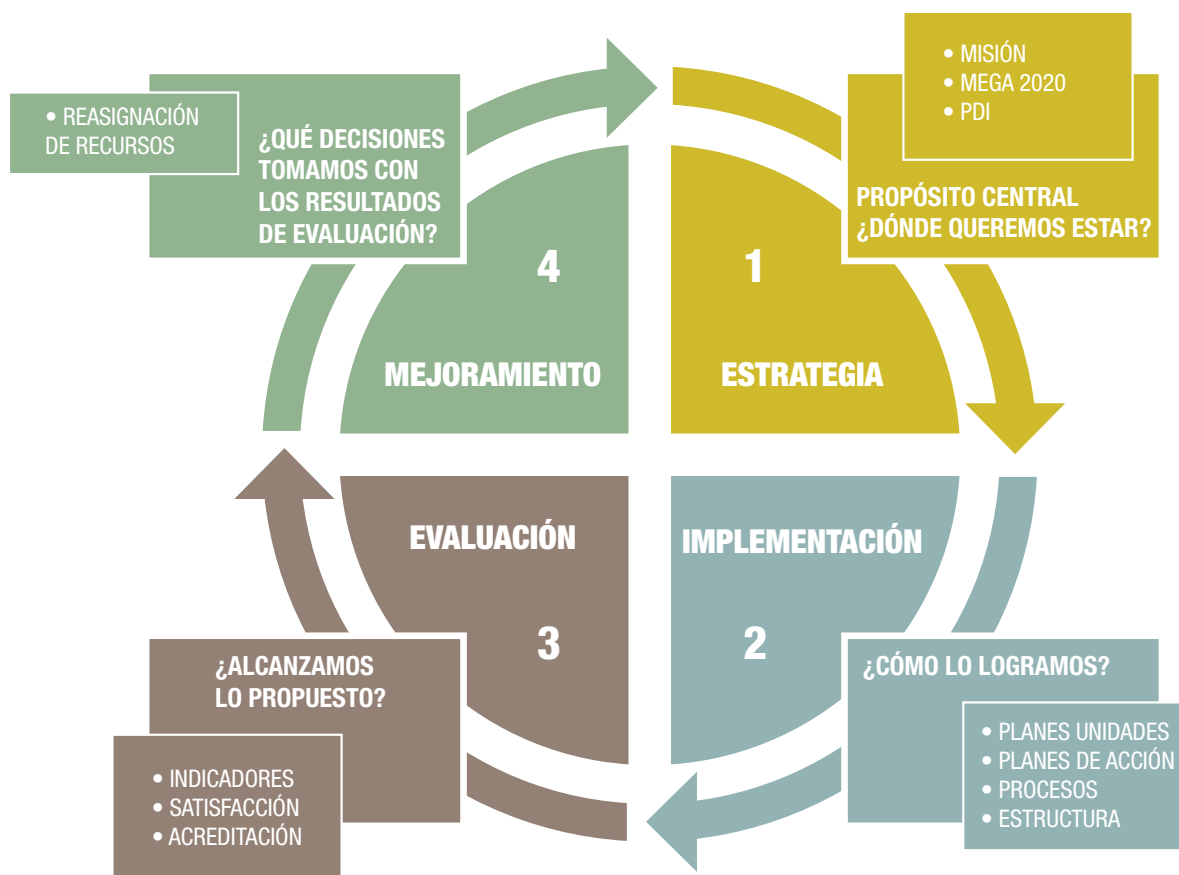 • MISIÓN
• MEGA 2020
• PDI
PROPÓSITO CENTRAL
¿DÓNDE QUEREMOS ESTAR?
1
ESTRATEGIA
IMPLEMENTACIÓN
2
¿CÓMO LO LOGRAMOS?
• PLANES UNIDADES
• PLANES DE ACCIÓN
• PROCESOS
• ESTRUCTURA
EVALUACIÓN
3
¿ALCANZAMOS
LO PROPUESTO?
• INDICADORES
• SATISFACCIÓN
• ACREDITACIÓN
• REASIGNACIÓN
DE RECURSOS
¿QUÉ DECISIONES
TOMAMOS CON
LOS RESULTADOS
DE EVALUACIÓN?
4
MEJORAMIENTO